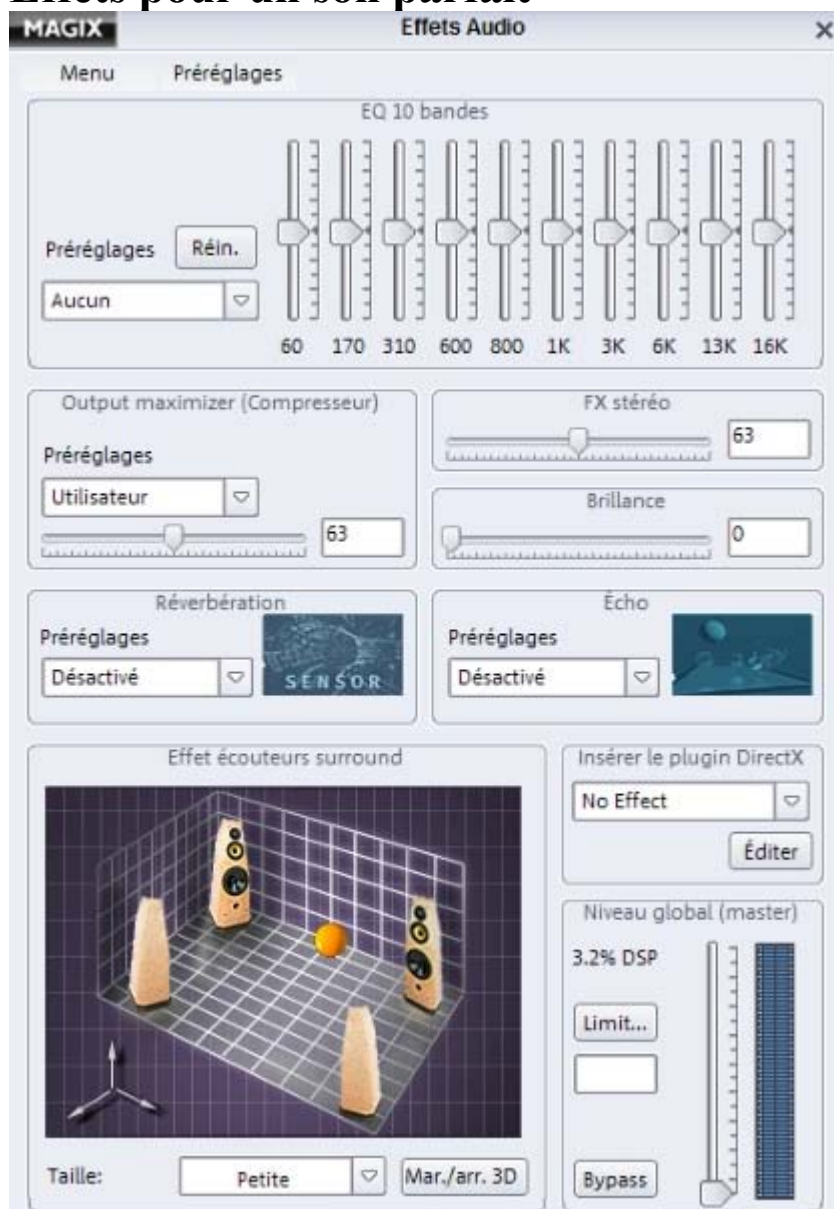 Effets pour un son parfait
MAGIX Effets Audio
Menu Préréglages
EQ 10 bandes
Préréglages Réin.
Aucun
60 170 310 600 800 1K 3K 6K 13K 16K
Output maximizer (Compresseur)
Préréglages
Utilisateur
63
FX stéréo
63
Brillance
0
Réverbération
Préréglages
Désactivé
SENSOR
Écho
Préréglages
Désactivé
Effet écouteurs surround
Taille: Petite Mar./arr. 3D
Insérer le plugin DirectX
No Effect
Éditer
Niveau global (master)
3.2% DSP
Limit...
Bypass